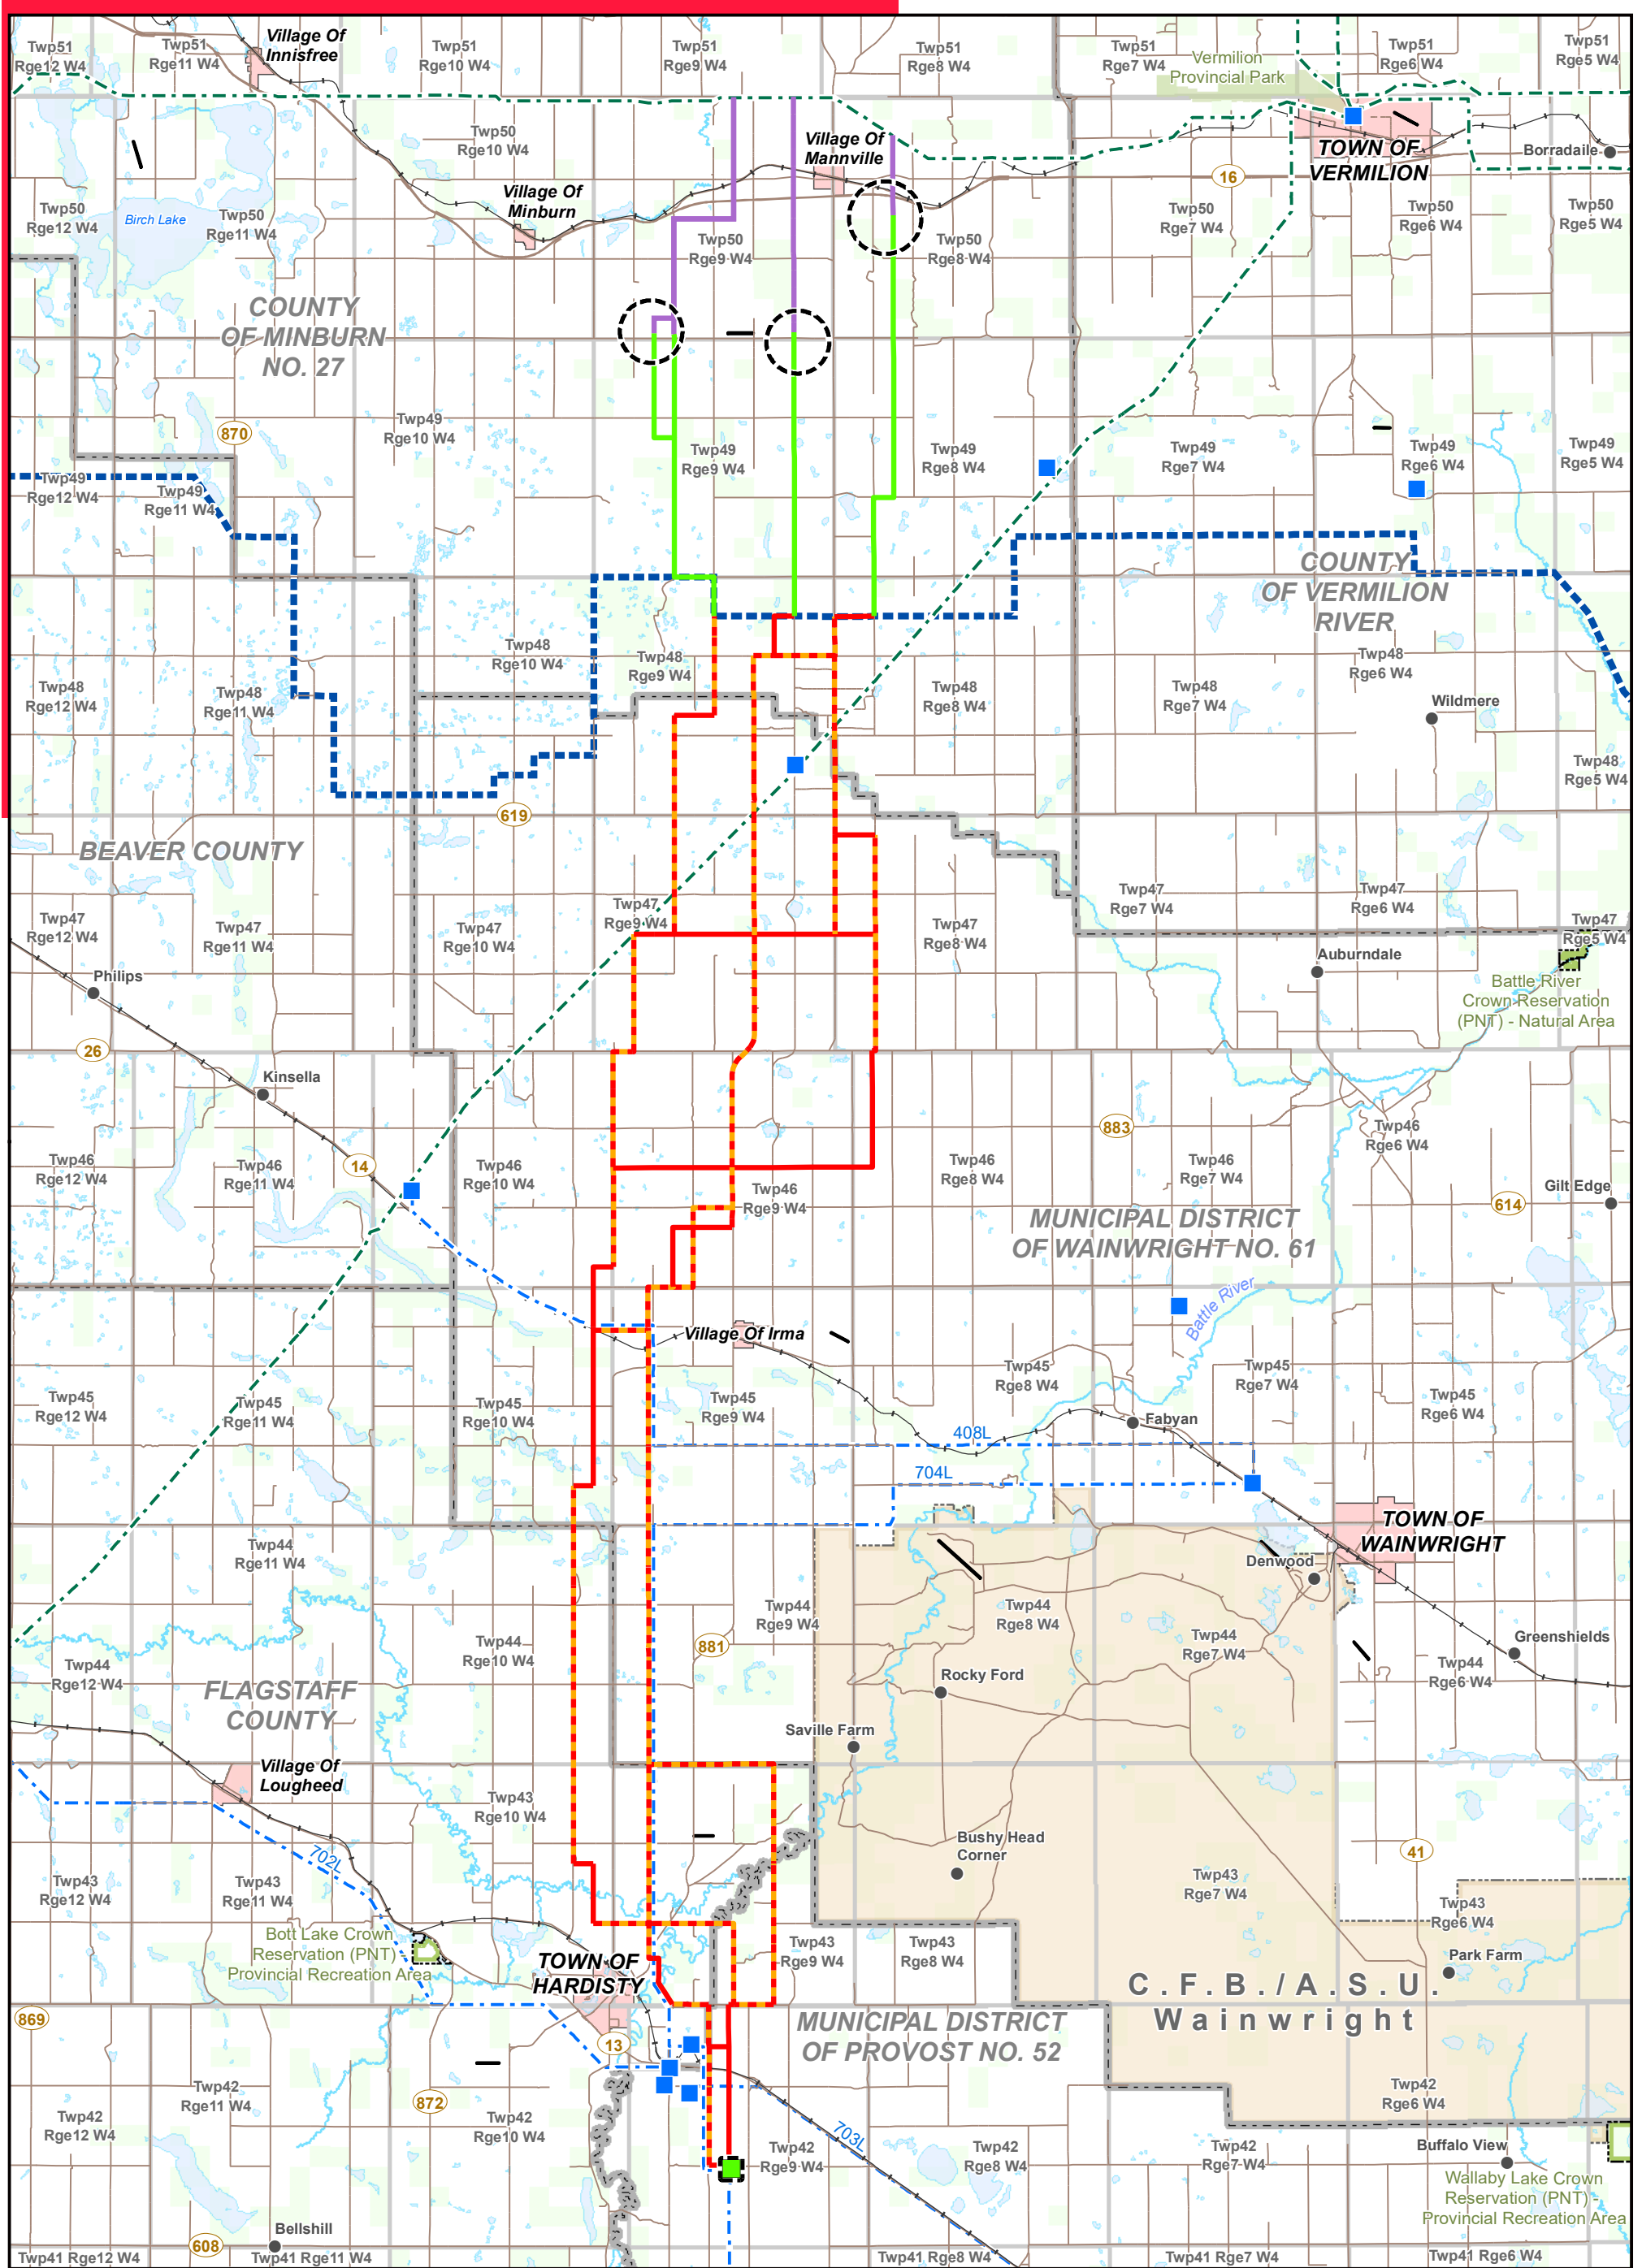 Village Of
Innisfree
Twp51
Rge12 W4
Twp51
Rge11 W4
Twp51
Rge10 W4
Twp51
Rge9 W4
Twp51
Rge8 W4
Twp51
Rge7 W4
Vermilion
Provincial Park
Twp51
Rge6 W4
Twp51
Rge5 W4
Twp50
Rge10 W4
Village Of
Mannville
TOWN OF
VERMILION
Borradaile
16
Village Of
Minburn
Twp50
Rge12 W4
Birch Lake
Twp50
Rge11 W4
Twp50
Rge9 W4
Twp50
Rge8 W4
Twp50
Rge7 W4
Twp50
Rge6 W4
Twp50
Rge5 W4
COUNTY
OF MINBURN
NO. 27
870
Twp49
Rge10 W4
Twp49
Rge9 W4
Twp49
Rge8 W4
Twp49
Rge7 W4
Twp49
Rge6 W4
Twp49
Rge5 W4
Twp49
Rge12 W4
Twp49
Rge11 W4
COUNTY
OF VERMILION
RIVER
Twp48
Rge10 W4
Twp48
Rge9 W4
Twp48
Rge6 W4
Twp48
Rge12 W4
Twp48
Rge11 W4
Twp48
Rge8 W4
Twp48
Rge7 W4
Wildmere
Twp48
Rge5 W4
619
BEAVER COUNTY
Twp47
Rge12 W4
Twp47
Rge11 W4
Twp47
Rge10 W4
Twp47
Rge9 W4
Twp47
Rge8 W4
Twp47
Rge7 W4
Twp47
Rge6 W4
Twp47
Rge5 W4
Auburndale
Philips
Battle River
Crown Reservation
(PNT) - Natural Area
26
Kinsella
883
Twp46
Rge6 W4
Twp46
Rge12 W4
Twp46
Rge11 W4
14
Twp46
Rge10 W4
Twp46
Rge9 W4
Twp46
Rge8 W4
Twp46
Rge7 W4
Gilt Edge
614
MUNICIPAL DISTRICT
OF WAINWRIGHT NO. 61
Battle River
Village Of Irma
Twp45
Rge12 W4
Twp45
Rge11 W4
Twp45
Rge10 W4
Twp45
Rge9 W4
Twp45
Rge8 W4
Twp45
Rge7 W4
Twp45
Rge6 W4
Fabyan
408L
704L
TOWN OF
WAINWRIGHT
Denwood
Twp44
Rge11 W4
Twp44
Rge9 W4
Twp44
Rge8 W4
Twp44
Rge7 W4
Greenshields
Twp44
Rge12 W4
Twp44
Rge10 W4
881
Twp44
Rge6 W4
Rocky Ford
FLAGSTAFF
COUNTY
Saville Farm
Village Of
Lougheed
Twp43
Rge10 W4
Bushy Head
Corner
41
702L
Twp43
Rge12 W4
Twp43
Rge11 W4
Twp43
Rge7 W4
Twp43
Rge6 W4
Bott Lake Crown
Reservation (PNT) -
Provincial Recreation Area
TOWN OF
HARDISTY
Twp43
Rge9 W4
Twp43
Rge8 W4
Park Farm
C.F.B./A.S.U.
Wainwright
869
13
MUNICIPAL DISTRICT
OF PROVOST NO. 52
Twp42
Rge12 W4
Twp42
Rge11 W4
872
Twp42
Rge10 W4
703L
Twp42
Rge9 W4
Twp42
Rge8 W4
Twp42
Rge7 W4
Twp42
Rge6 W4
Buffalo View
Wallaby Lake Crown
Reservation (PNT) -
Provincial Recreation Area
Bellshill
608
Twp41 Rge12 W4
Twp41 Rge11 W4
Twp41 Rge8 W4
Twp41 Rge7 W4
Twp41 Rge6 W4